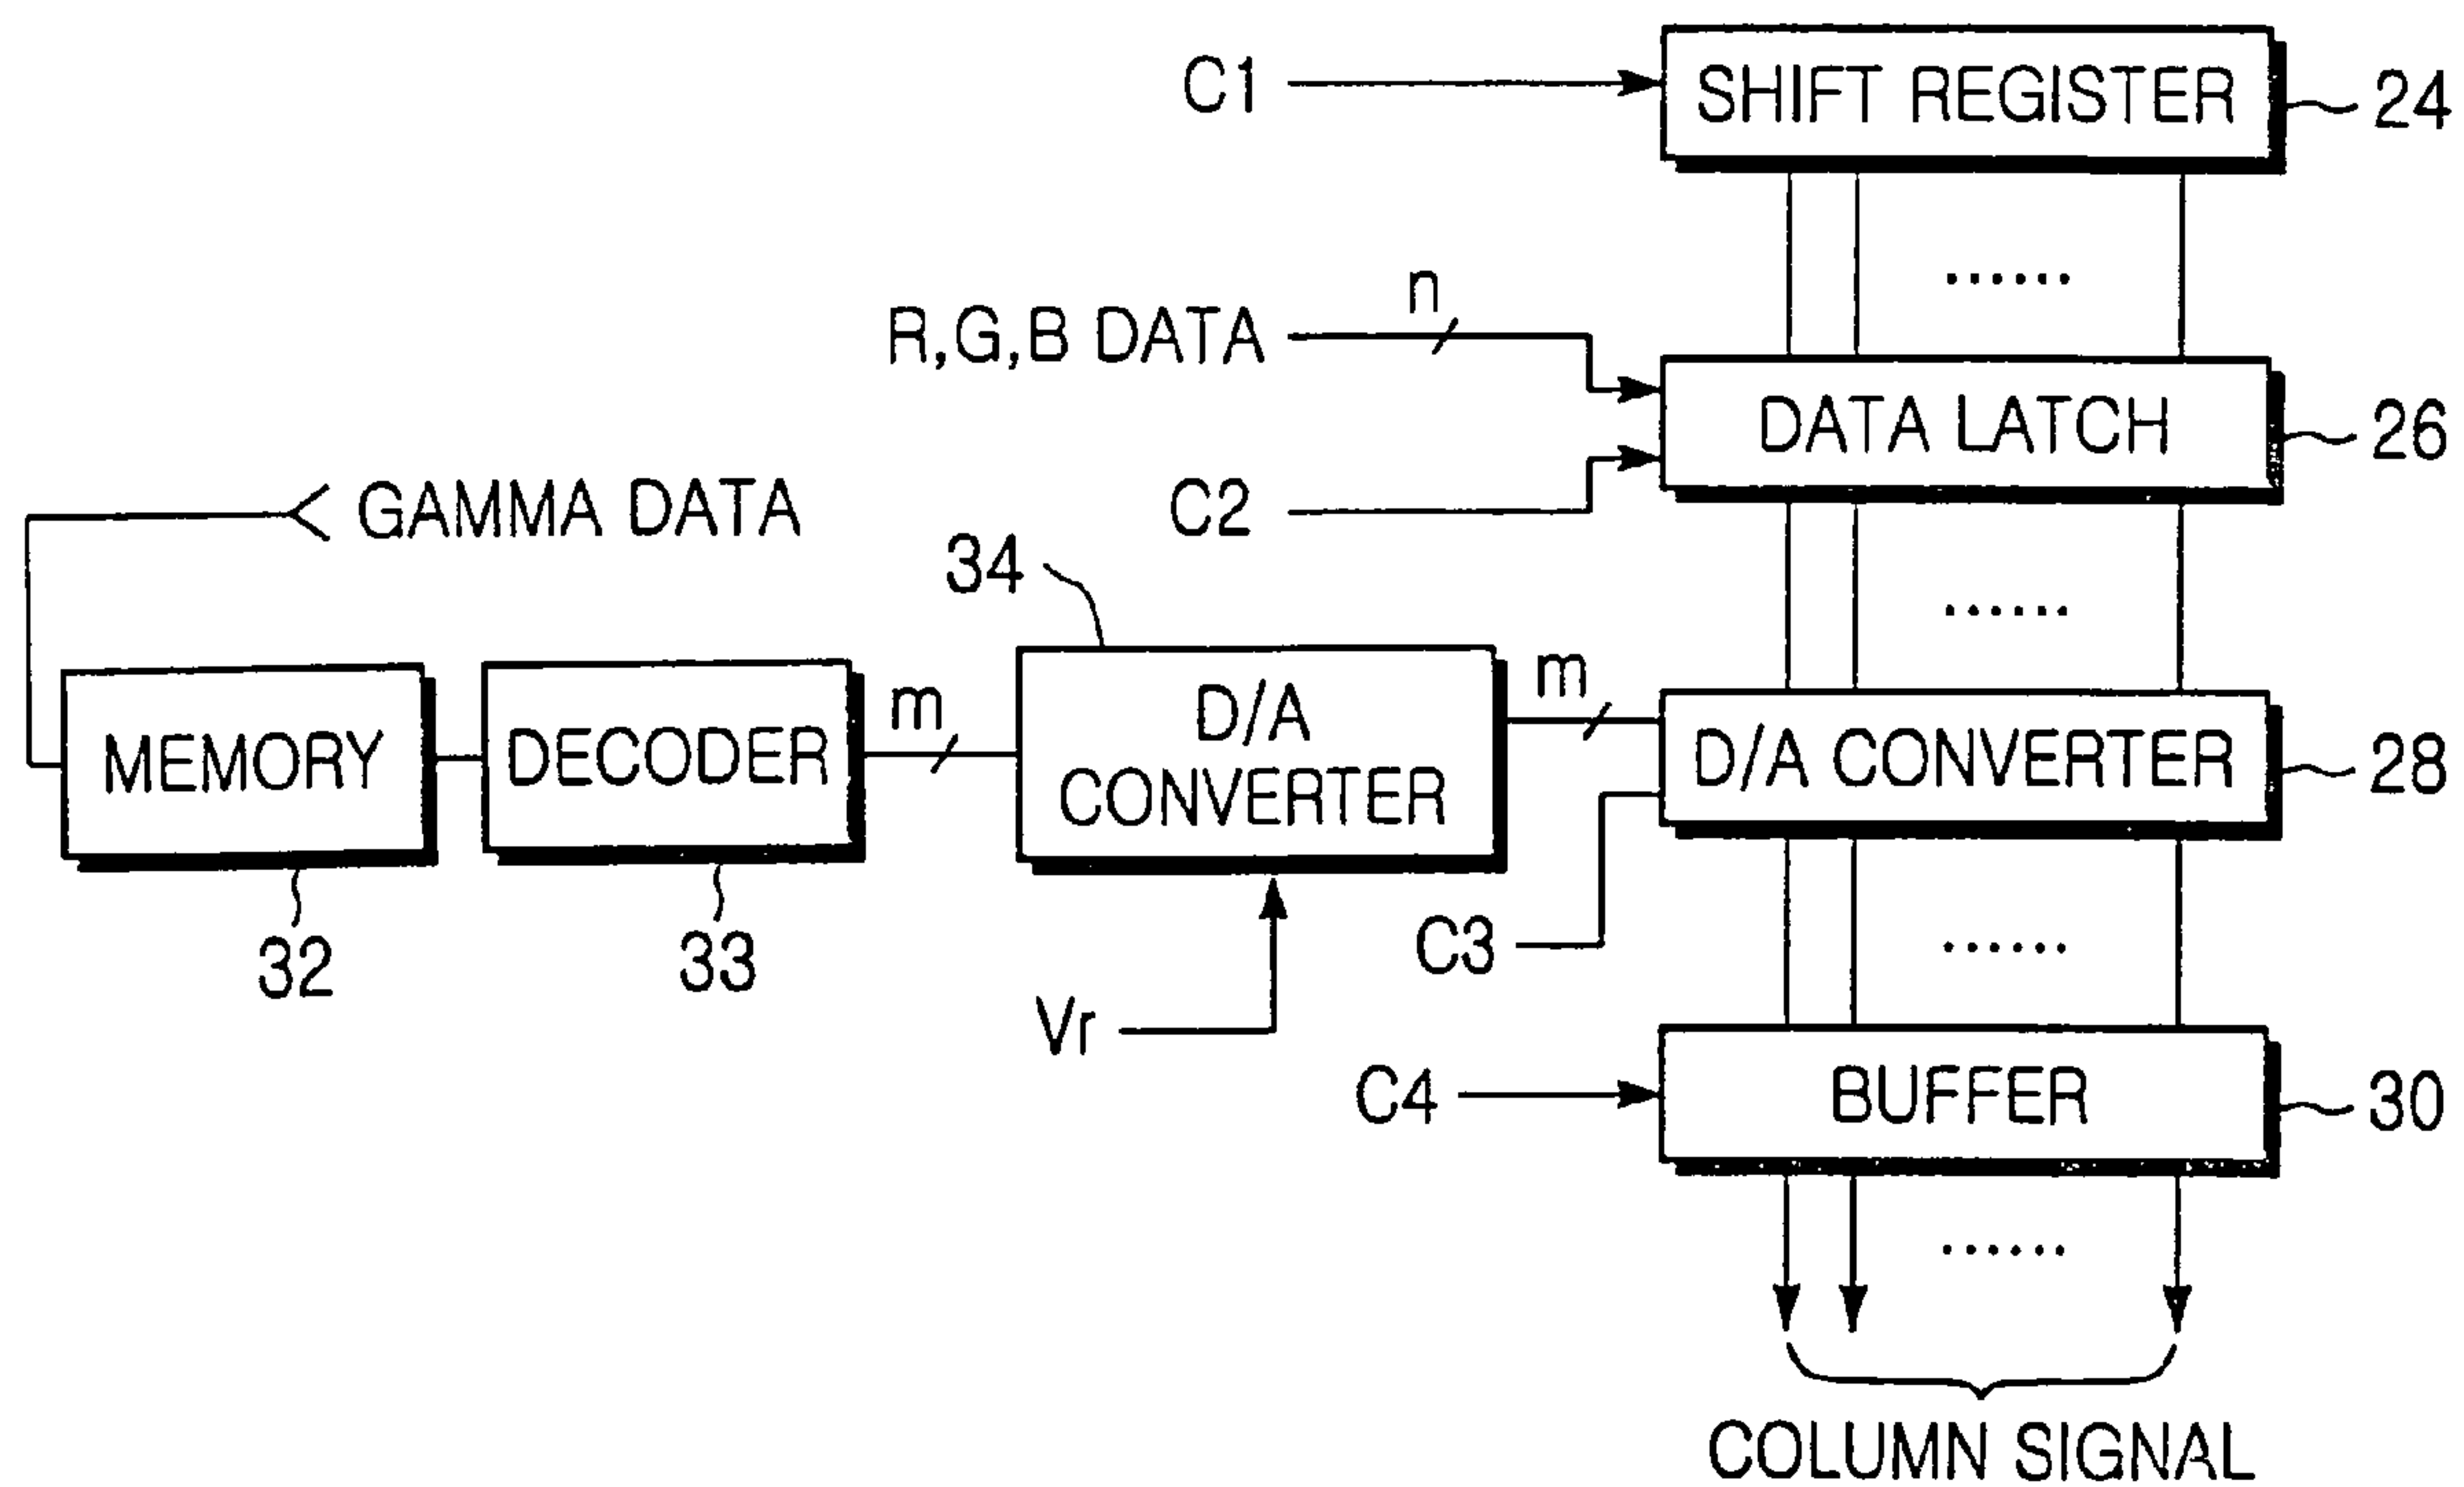 C1
SHIFT REGISTER
24
n
R,G,B DATA
DATA LATCH
26
C2
GAMMA DATA
34
MEMORY
32
DECODER
33
m
D/A
CONVERTER
m
D/A CONVERTER
28
C3
Vr
C4
BUFFER
30
COLUMN SIGNAL